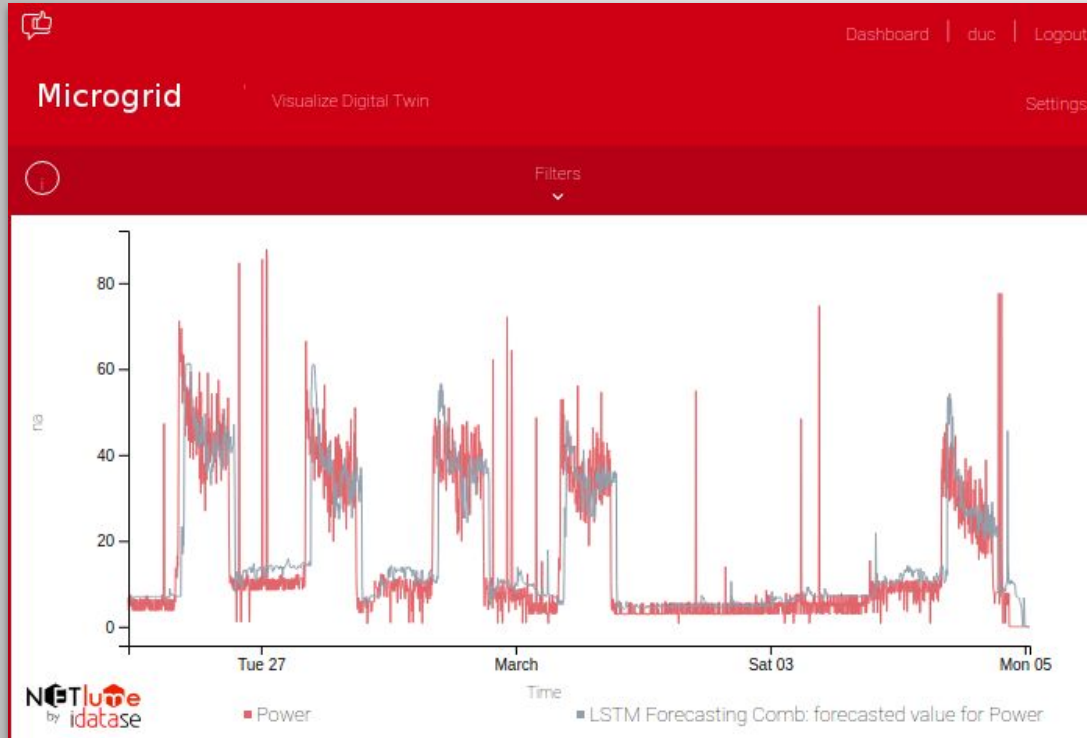 Dashboard | duc | Logout
Microgrid
Visualize Digital Twin
Settings
i
Filters
80
60
40
20
0
na
Tue 27
March
Sat 03
Mon 05
Time
NETlume
by idatase
Power
LSTM Forecasting Comb: forecasted value for Power